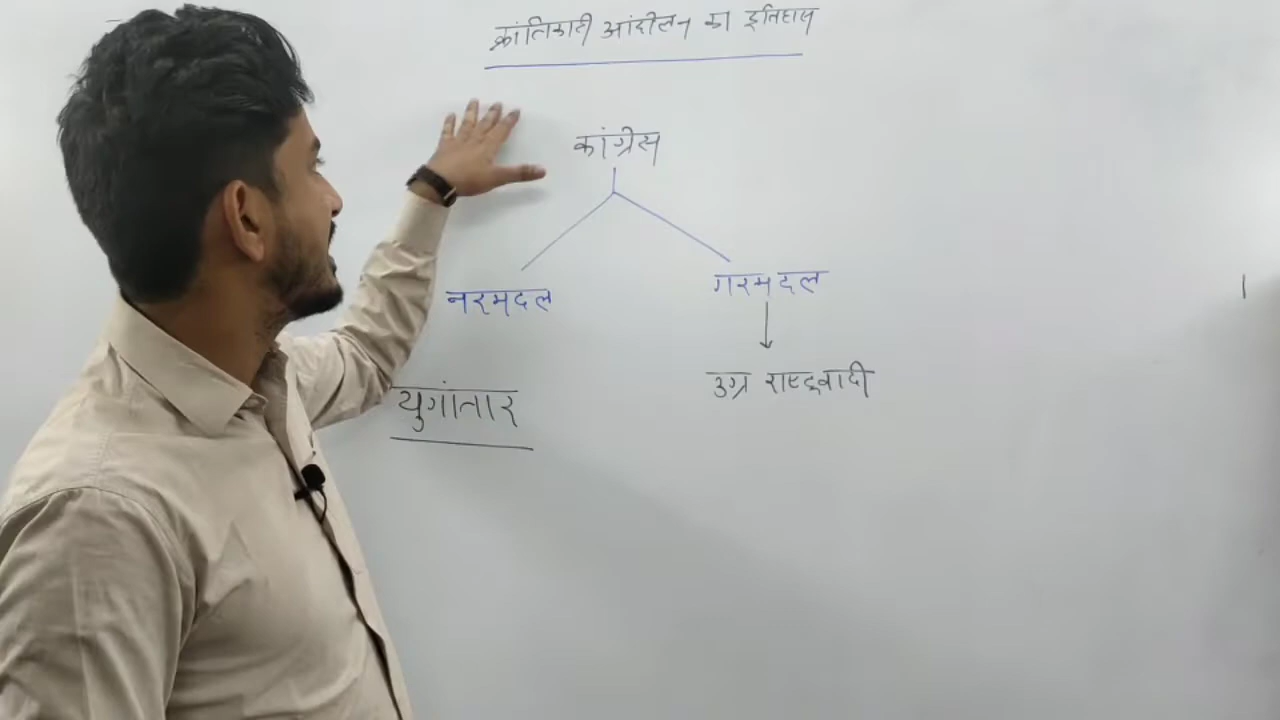 क्रांतिकारी आंदोलन का इतिहास
कांग्रेस
नरमदल
गरमदल
युगांतार
उग्र राष्ट्रवादी